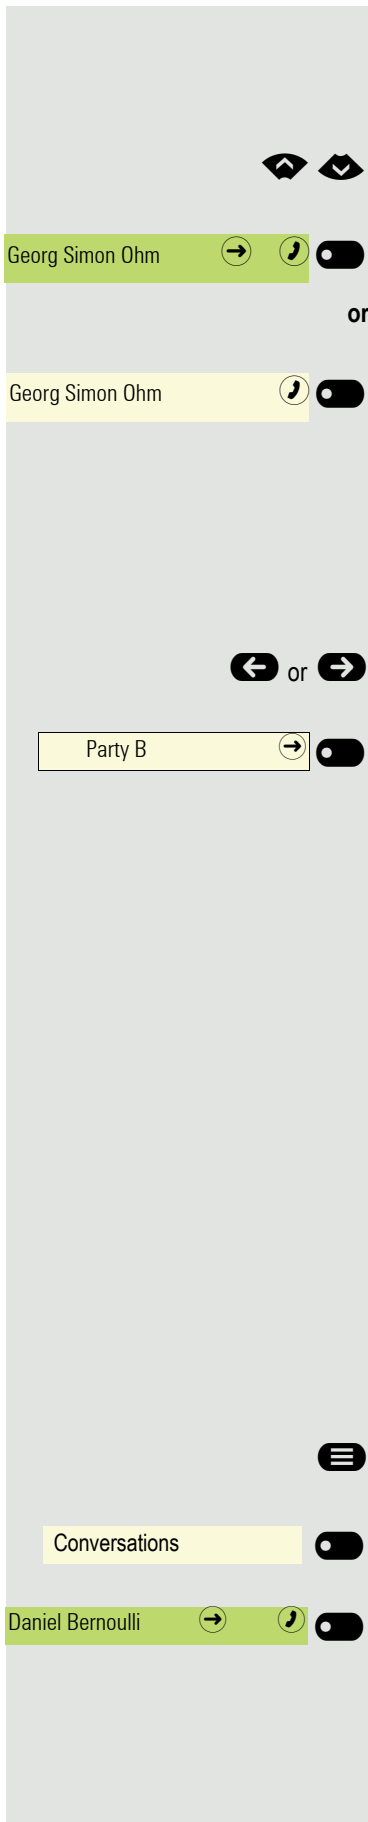 Georg Simon Ohm
or
Georg Simon Ohm
or
Party B
Conversations
Daniel Bernoulli